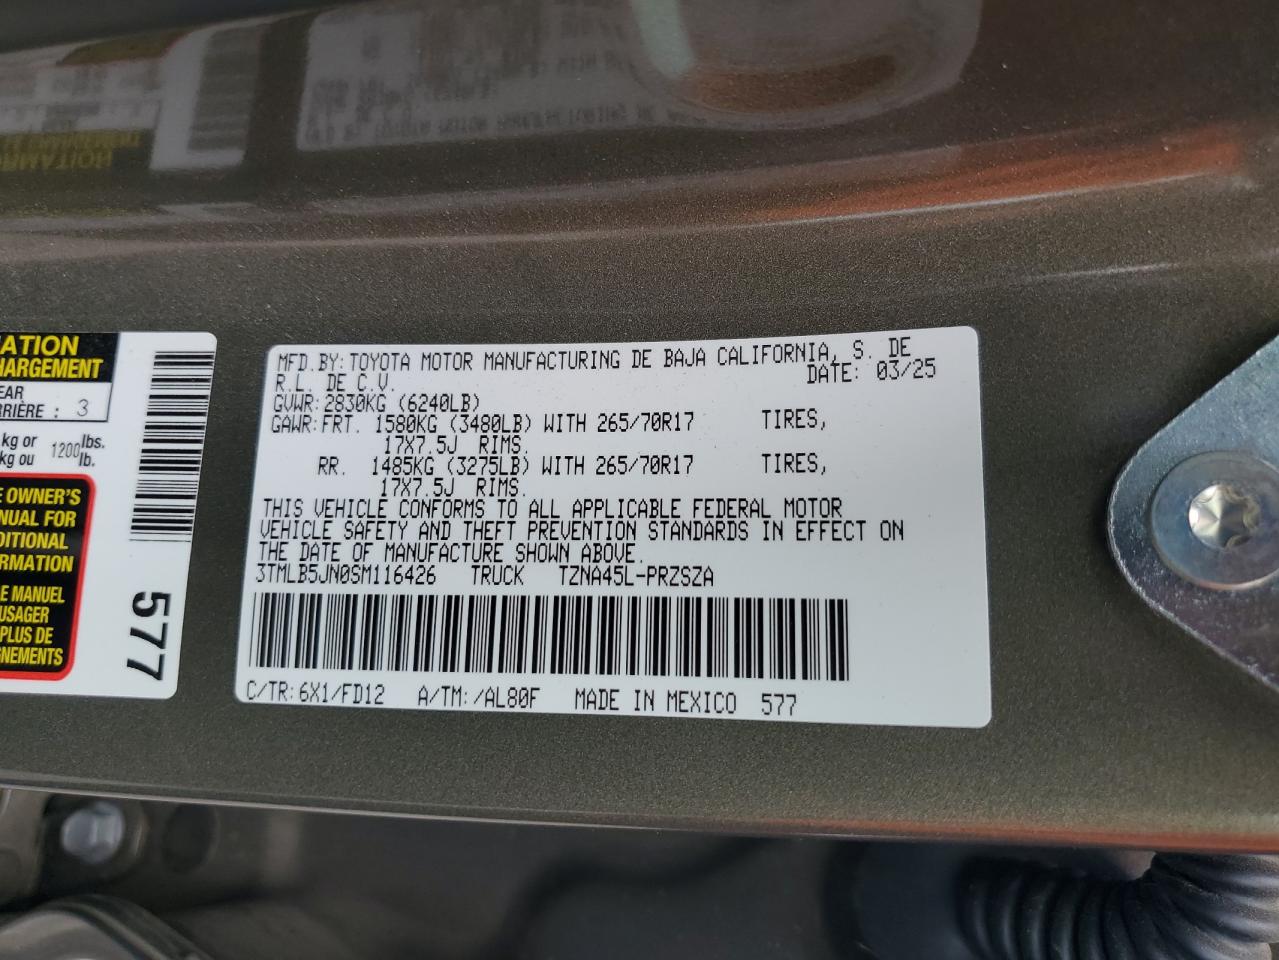 ATION
HARGEMENT
EAR
RRIÈRE : 3
kg or 1200 lbs.
kg ou lb.
E OWNER'S
NUAL FOR
DITIONAL
RMATION
E MANUEL
'USAGER
PLUS DE
GNEMENTS
577
MFD.BY:TOYOTA MOTOR MANUFACTURING DE BAJA CALIFORNIA, S. DE
R.L. DE C.V. DATE: 03/25
GVWR:2830KG (6240LB)
GAWR:FRT. 1580KG (3480LB) WITH 265/70R17 TIRES,
17X7.5J RIMS.
RR. 1485KG (3275LB) WITH 265/70R17 TIRES,
17X7.5J RIMS.
THIS VEHICLE CONFORMS TO ALL APPLICABLE FEDERAL MOTOR
VEHICLE SAFETY AND THEFT PREVENTION STANDARDS IN EFFECT ON
THE DATE OF MANUFACTURE SHOWN ABOVE.
3TMLB5JN0SM116426 TRUCK TZNA45L-PRZSZA
C/TR:6X1/FD12 A/TM:/AL80F MADE IN MEXICO 577